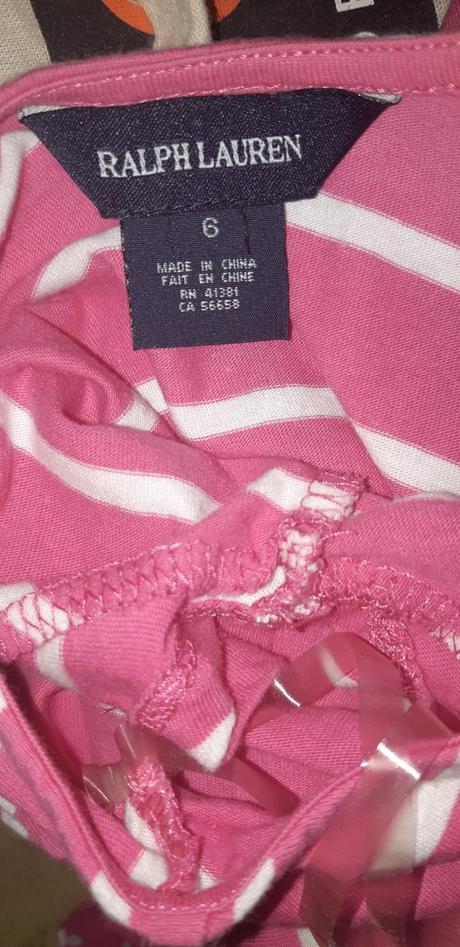 RALPH LAUREN
6
MADE IN CHINA
FAIT EN CHINE
RN 41381
CA 56658